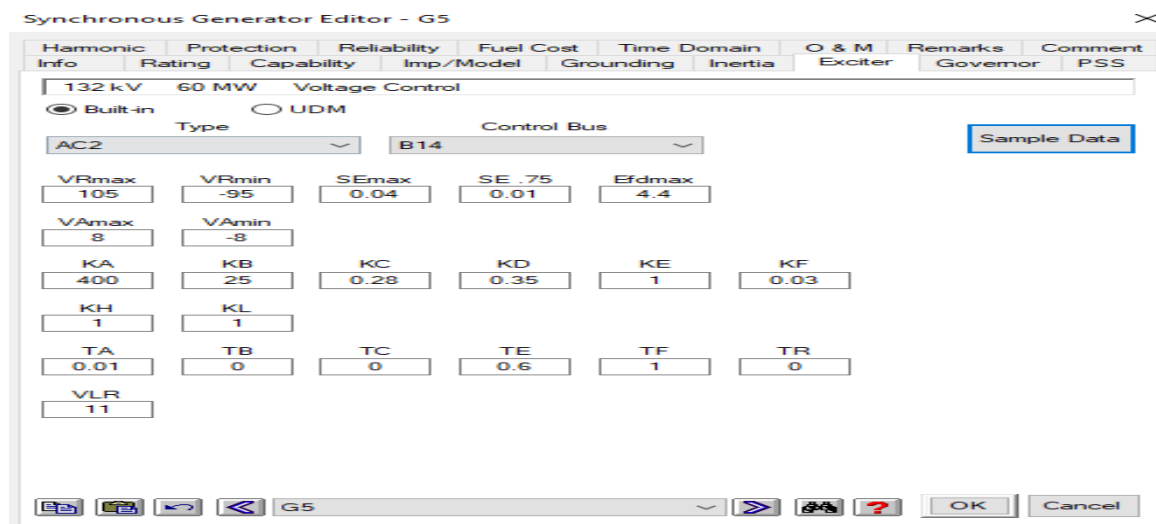 Synchronous Generator Editor - G5
Harmonic Protection Reliability Fuel Cost Time Domain O & M Remarks Comment
Info Rating Capability Imp/Model Grounding Inertia Exciter Governor PSS
132 kV 60 MW Voltage Control
Built-in UDM
Type Control Bus
AC2 B14 Sample Data
VRmax VRmin SEmax SE .75 Efdmax
105 -95 0.04 0.01 4.4
VAmax VAmin
8 -8
KA KB KC KD KE KF
400 25 0.28 0.35 1 0.03
KH KL
1 1
TA TB TC TE TF TR
0.01 0 0 0.6 1 0
VLR
11
G5 ? OK Cancel